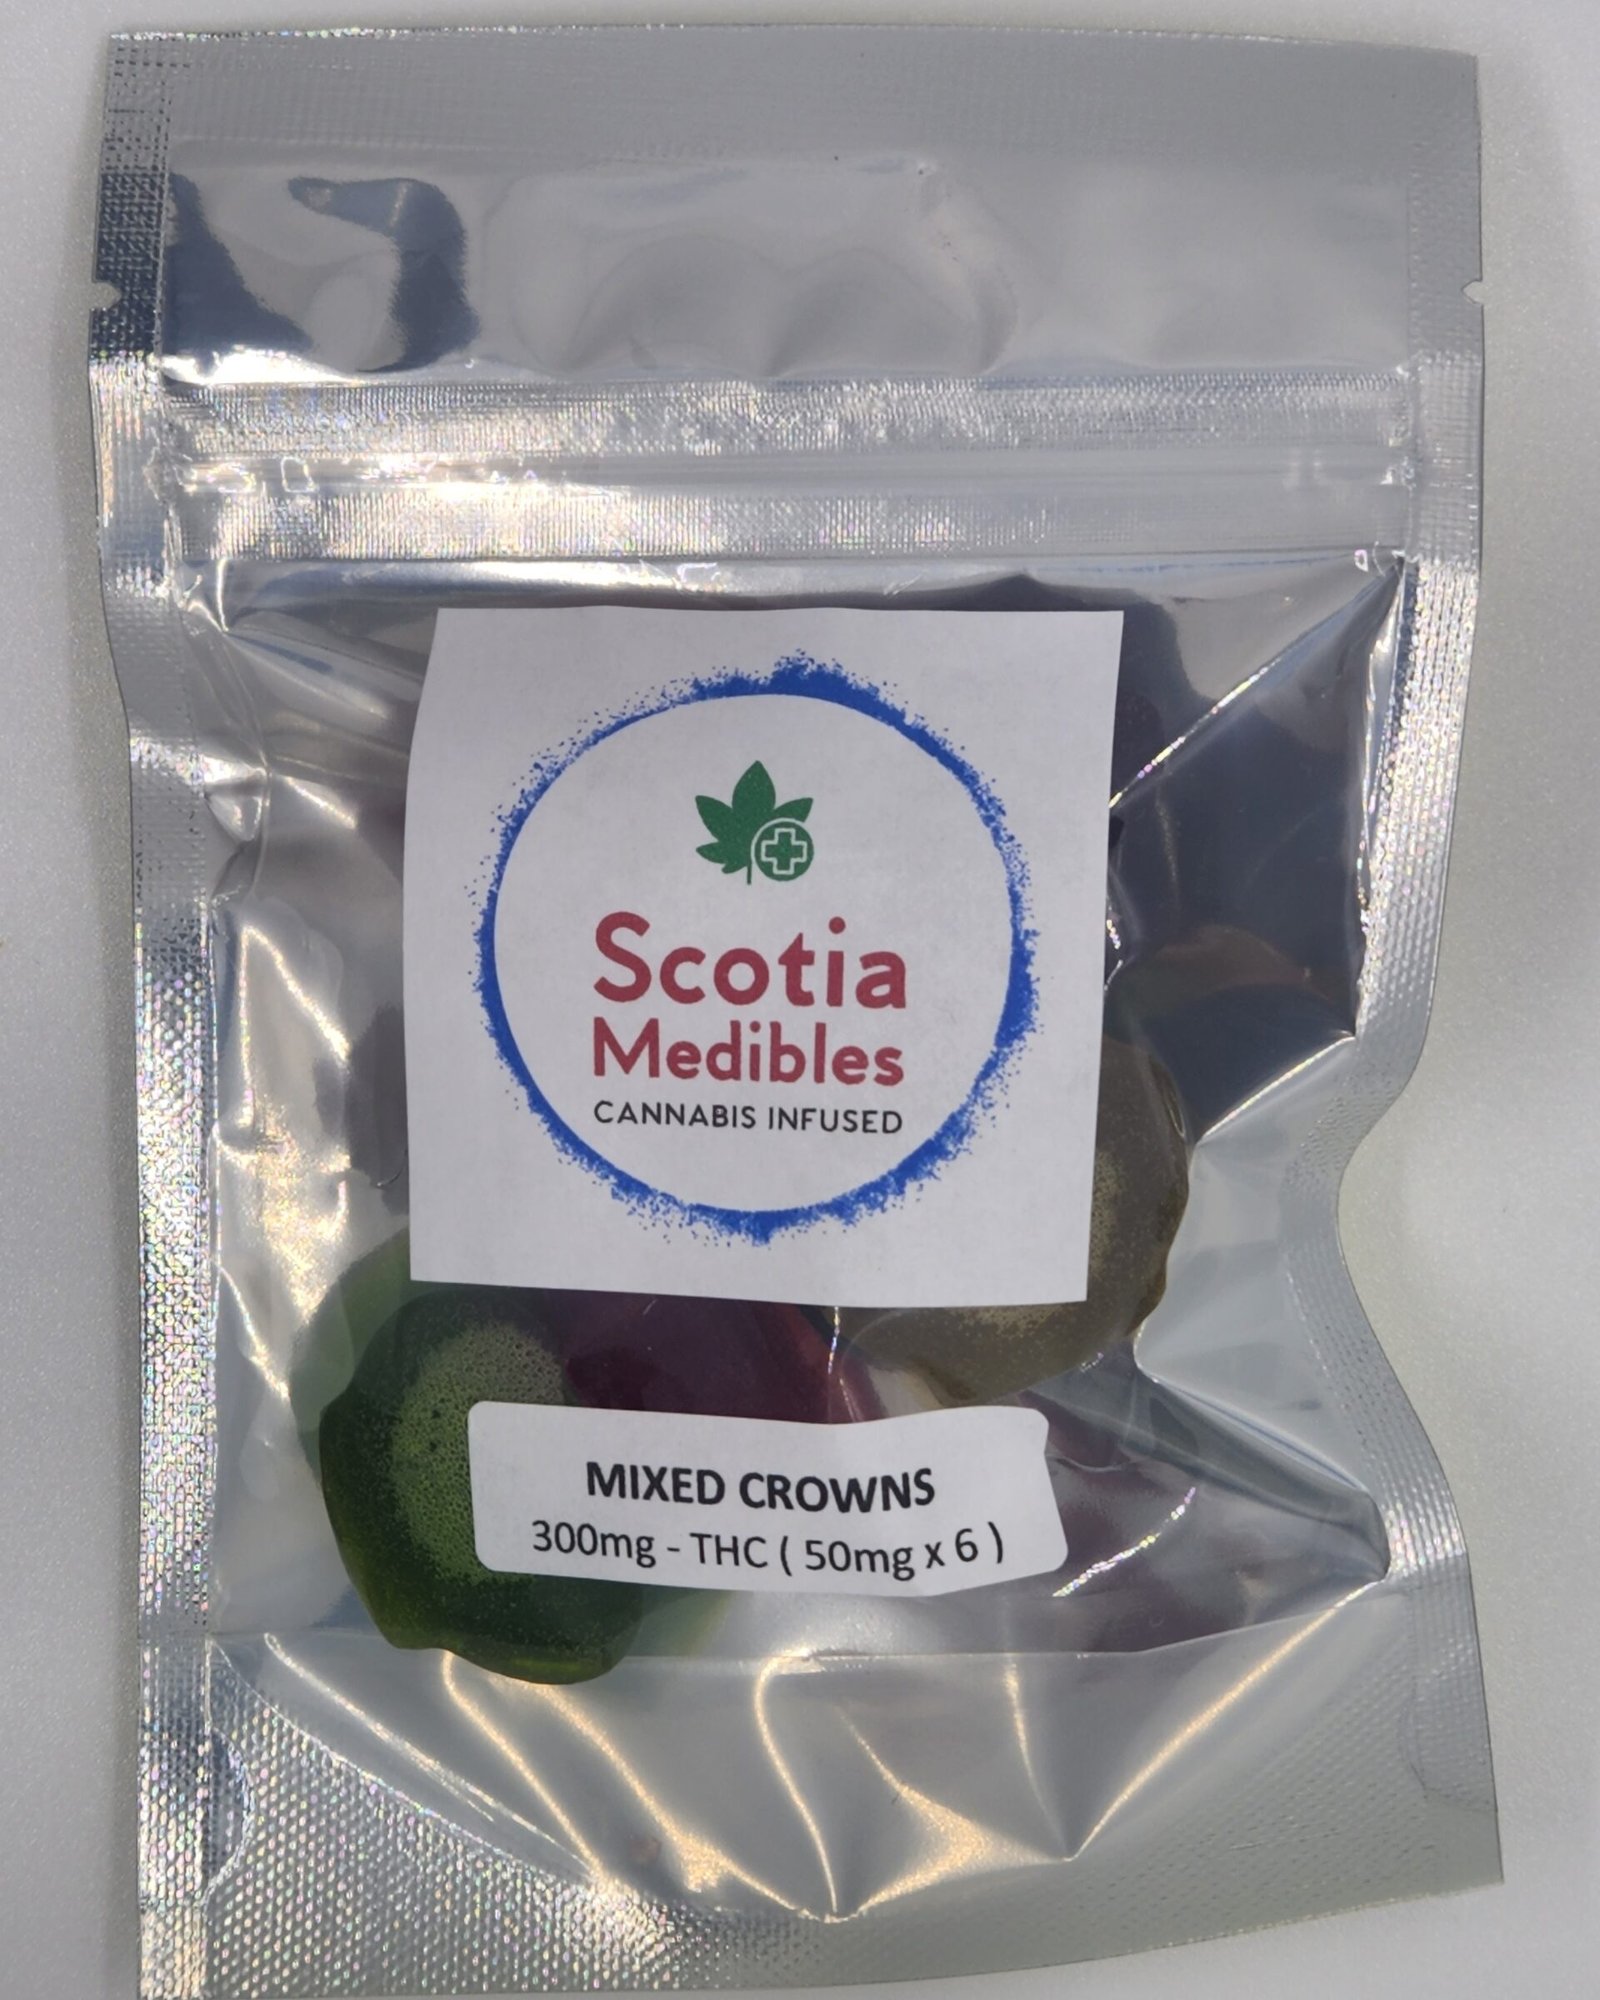 Scotia
Medibles
CANNABIS INFUSED
MIXED CROWNS
300mg - THC ( 50mg x 6 )